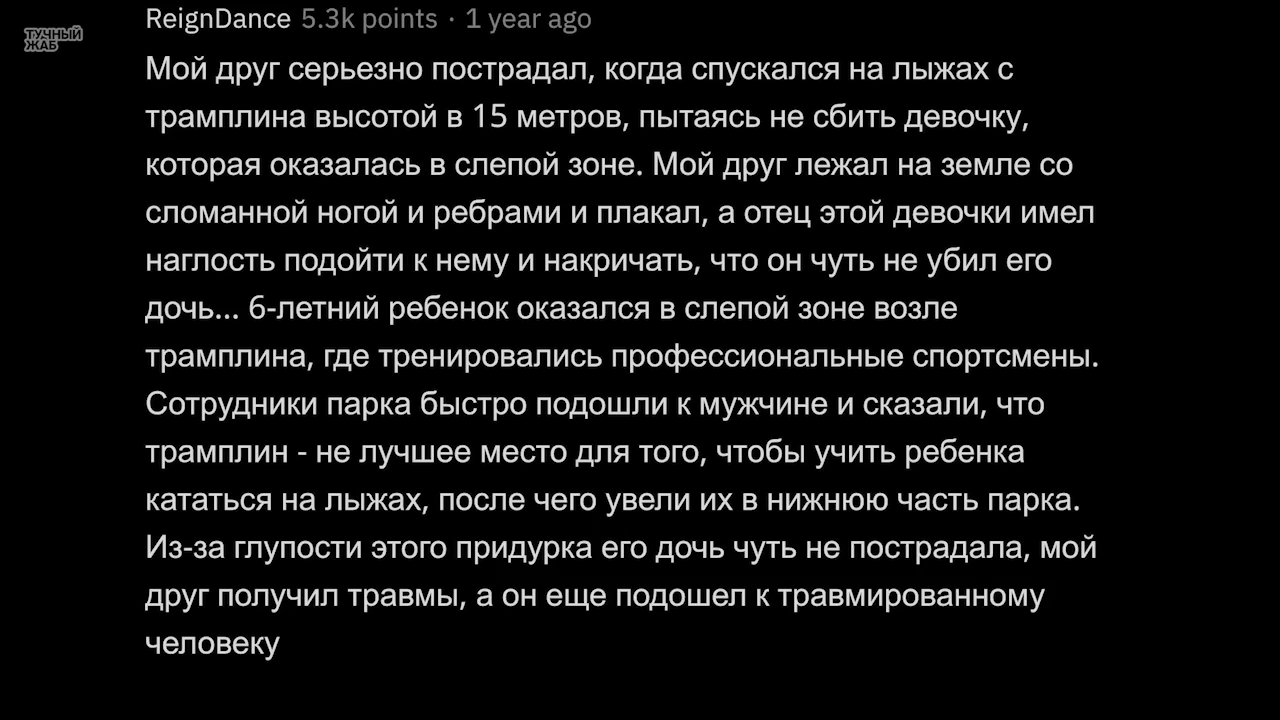 ТУЧНЫЙ
ЖАБ
ReignDance 5.3k points · 1 year ago
Мой друг серьезно пострадал, когда спускался на лыжах с
трамплина высотой в 15 метров, пытаясь не сбить девочку,
которая оказалась в слепой зоне. Мой друг лежал на земле со
сломанной ногой и ребрами и плакал, а отец этой девочки имел
наглость подойти к нему и накричать, что он чуть не убил его
дочь... 6-летний ребенок оказался в слепой зоне возле
трамплина, где тренировались профессиональные спортсмены.
Сотрудники парка быстро подошли к мужчине и сказали, что
трамплин - не лучшее место для того, чтобы учить ребенка
кататься на лыжах, после чего увели их в нижнюю часть парка.
Из-за глупости этого придурка его дочь чуть не пострадала, мой
друг получил травмы, а он еще подошел к травмированному
человеку